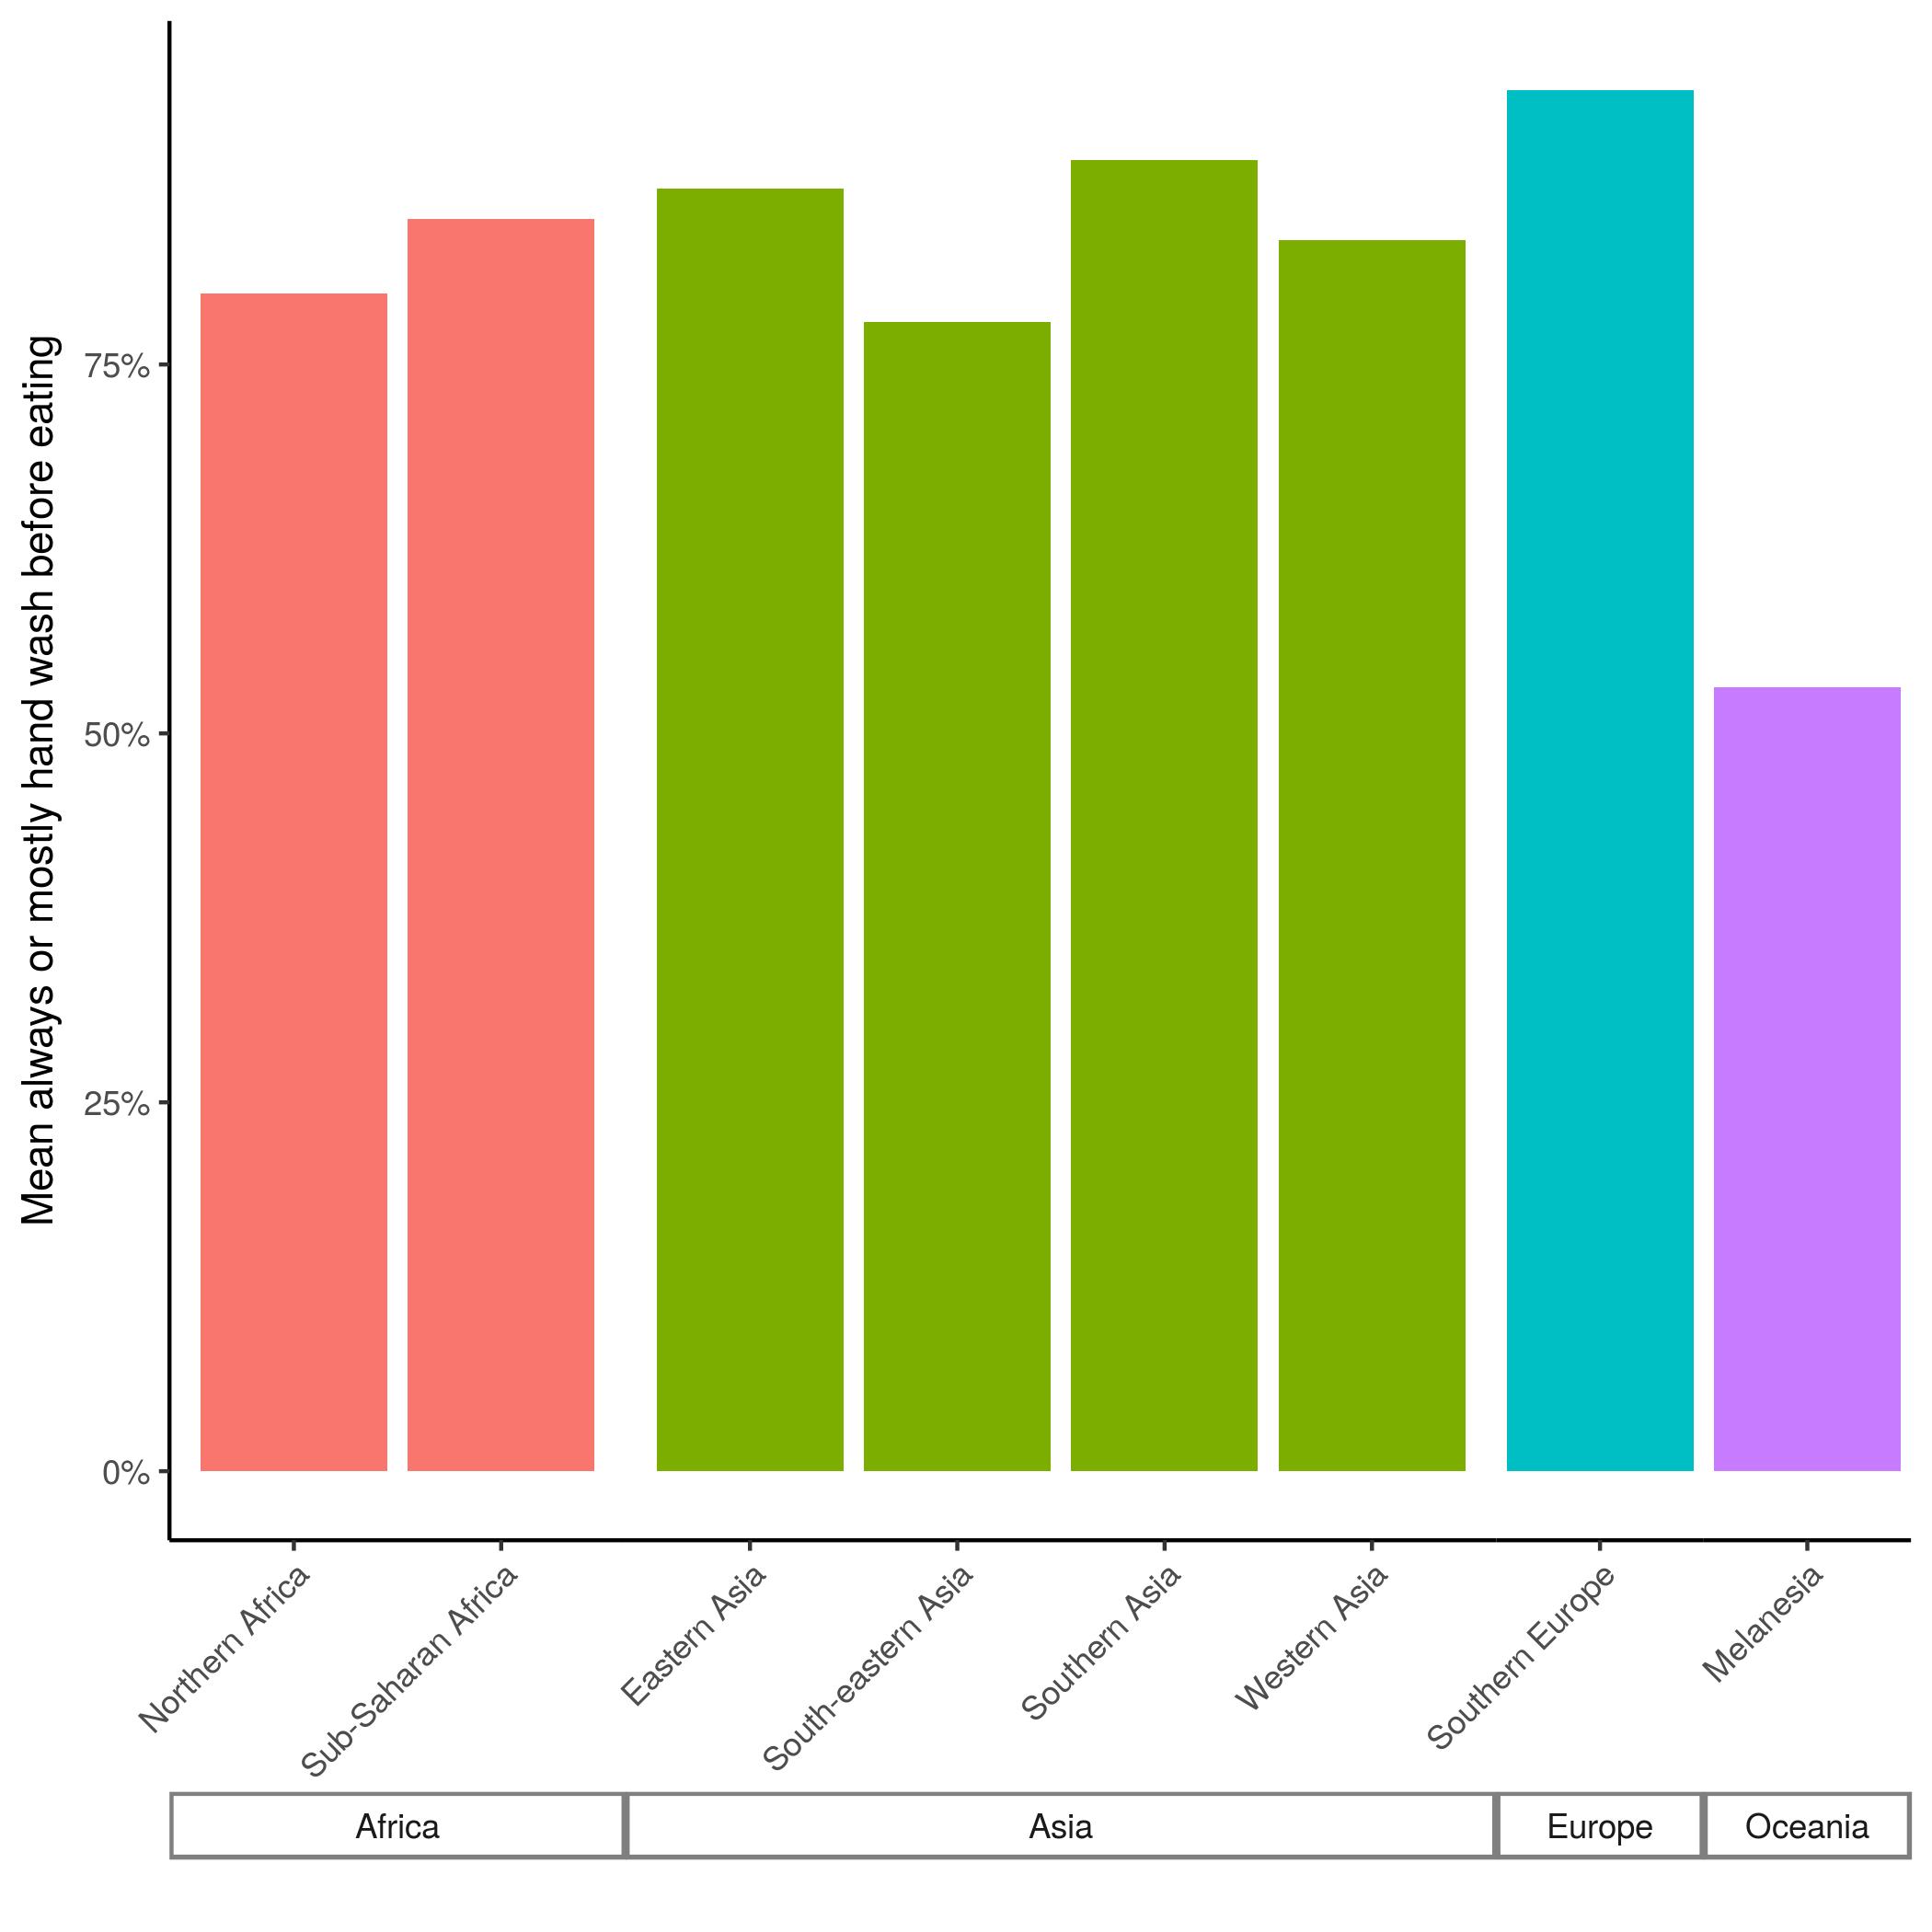 Mean always or mostly hand wash before eating
75%
50%
25%
0%
Northern Africa
Sub-Saharan Africa
Eastern Asia
South-eastern Asia
Southern Asia
Western Asia
Southern Europe
Melanesia
Africa
Asia
Europe
Oceania